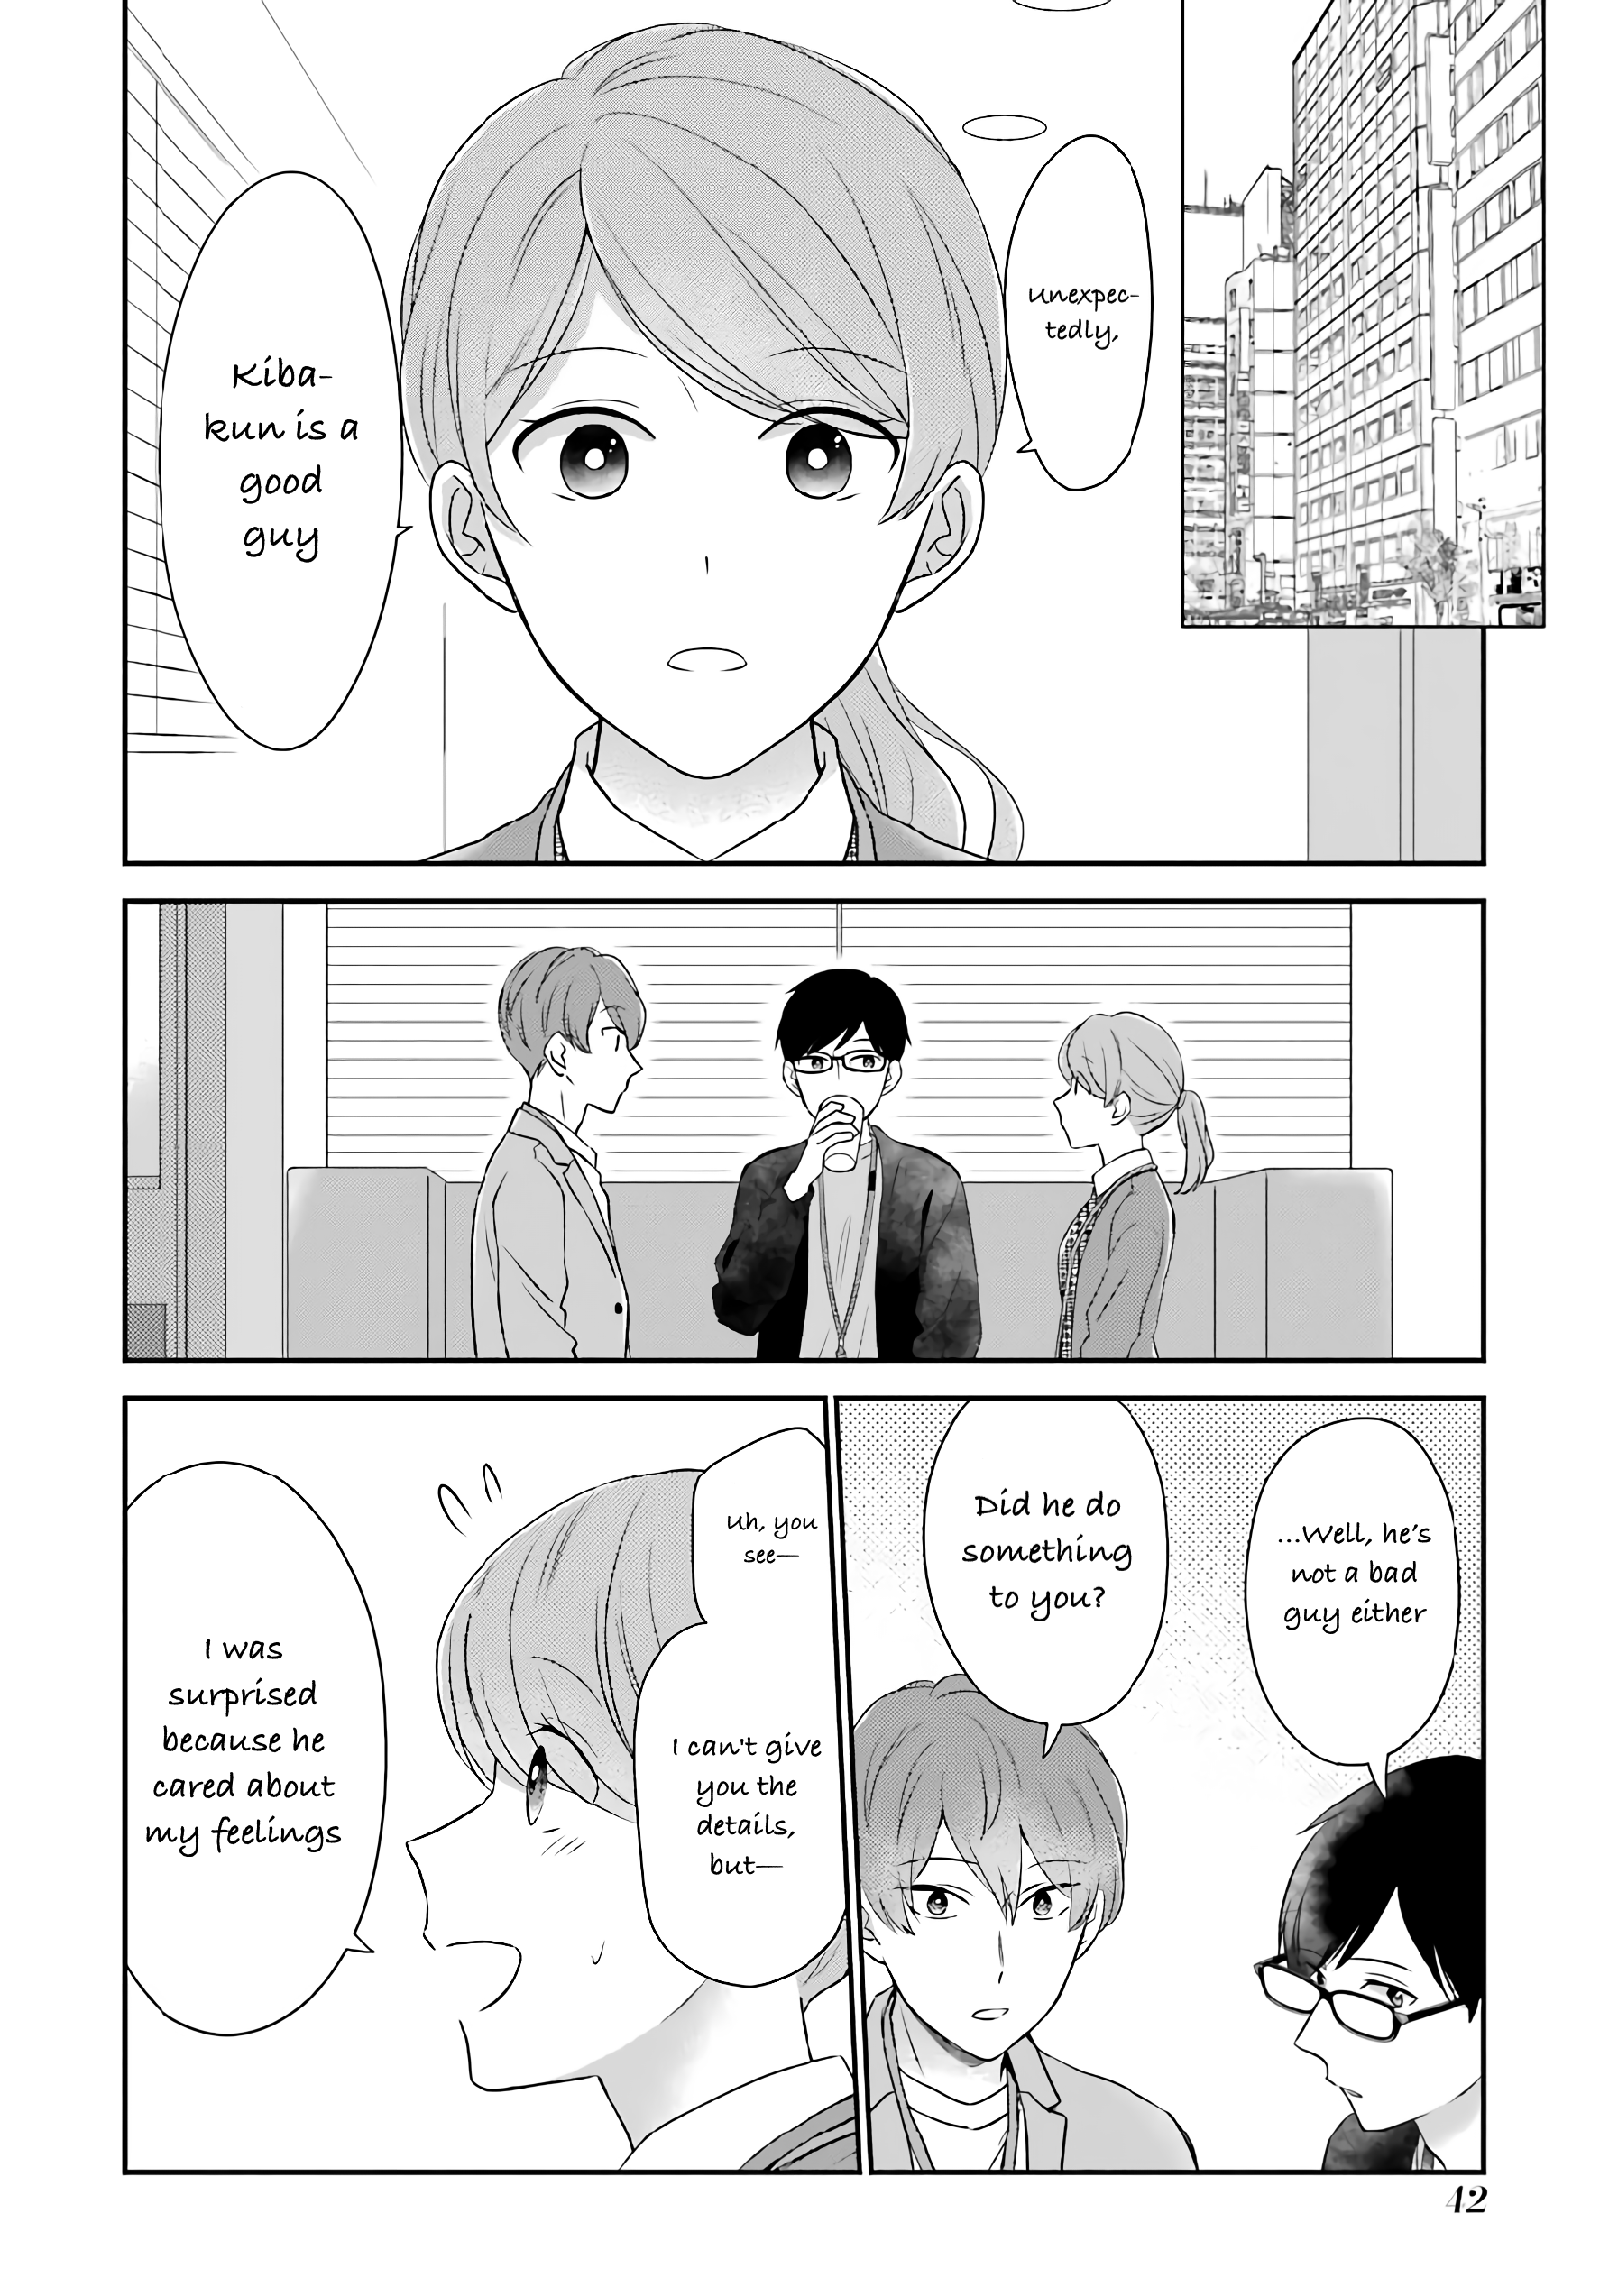 Unexpec-
tedly,
Kiba-
kun is a
good
guy
...Well, he's
not a bad
guy either
Did he do
something
to you?
Uh, you
see—
I can't give
you the
details,
but—
I was
surprised
because he
cared about
my feelings
42